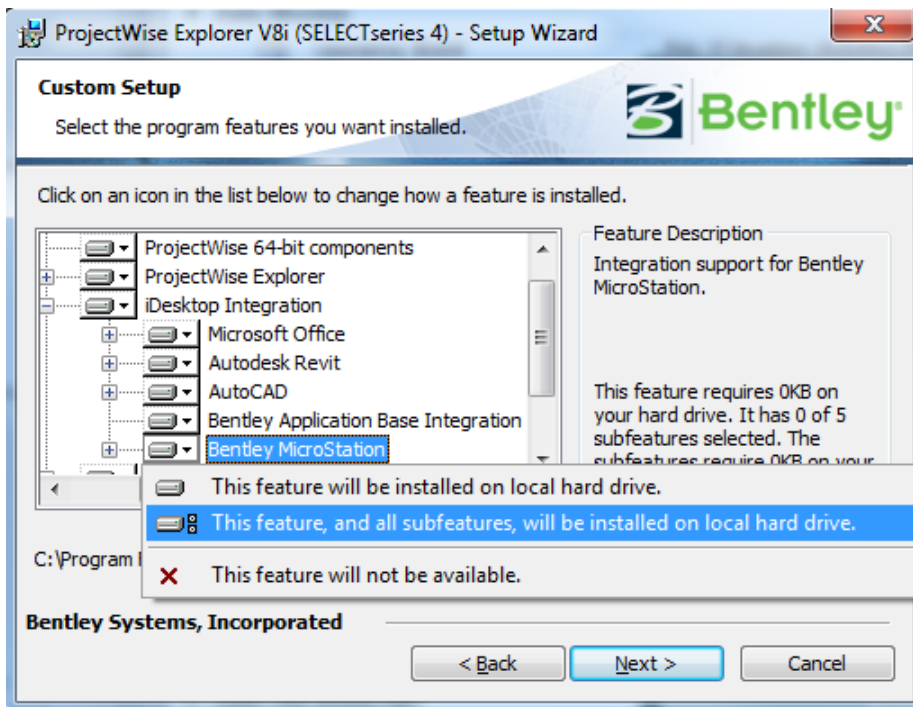 ProjectWise Explorer V8i (SELECTseries 4) - Setup Wizard
Custom Setup
Select the program features you want installed.
Bentley
Click on an icon in the list below to change how a feature is installed.
ProjectWise 64-bit components
ProjectWise Explorer
iDesktop Integration
Microsoft Office
Autodesk Revit
AutoCAD
Bentley Application Base Integration
Bentley MicroStation
Feature Description
Integration support for Bentley
MicroStation.
This feature requires 0KB on
your hard drive. It has 0 of 5
subfeatures selected. The
subfeatures require 0KB on your
This feature will be installed on local hard drive.
This feature, and all subfeatures, will be installed on local hard drive.
This feature will not be available.
C:\Program
Bentley Systems, Incorporated
< Back
Next >
Cancel